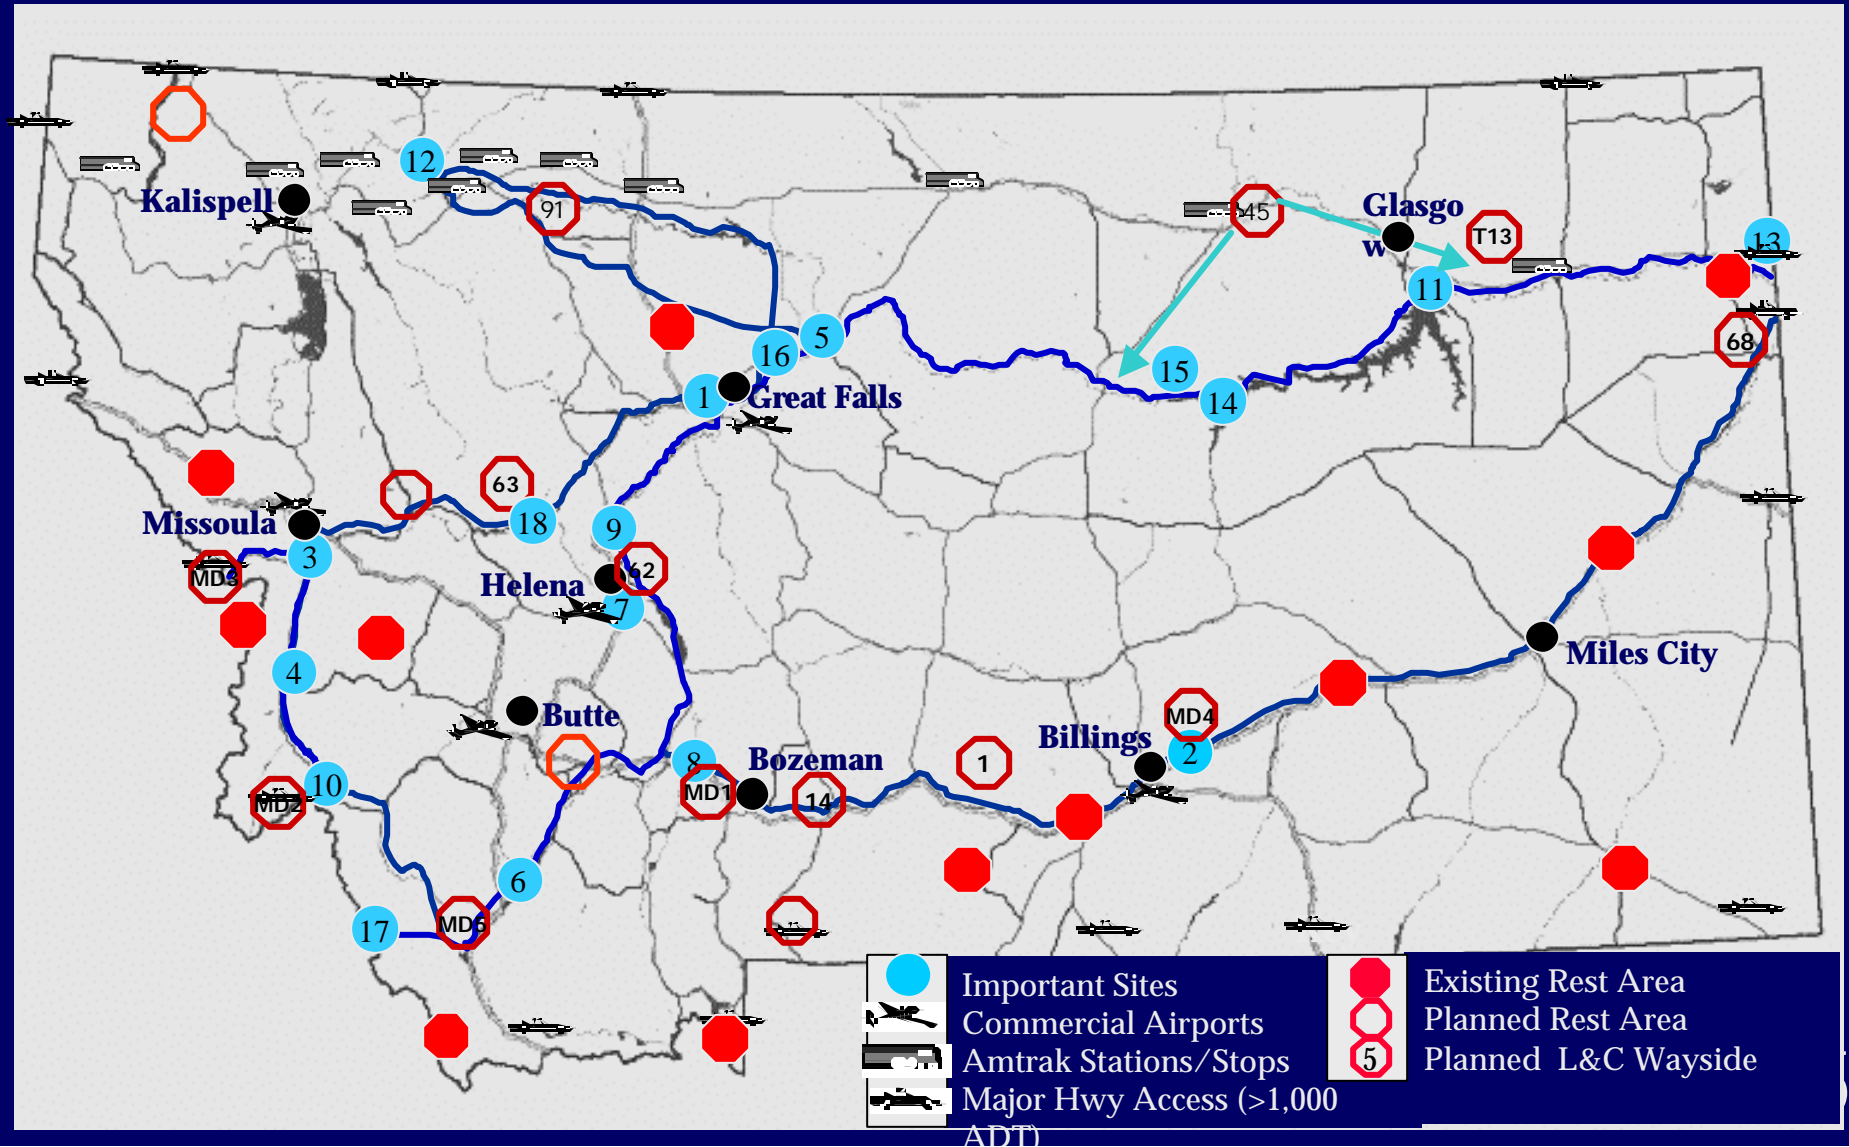 12
Kalispell
91
45
Glasgo
w
T13
13
11
5
16
15
68
1
Great Falls
14
63
18
9
Missoula
3
MD3
62
Helena
7
4
Miles City
MD4
Butte
Billings
2
8
Bozeman
1
10
MD1
14
MD2
6
17
MD5
Important Sites
Commercial Airports
Amtrak Stations/Stops
Major Hwy Access (>1,000
ADT)
Existing Rest Area
Planned Rest Area
5
Planned L&C Wayside